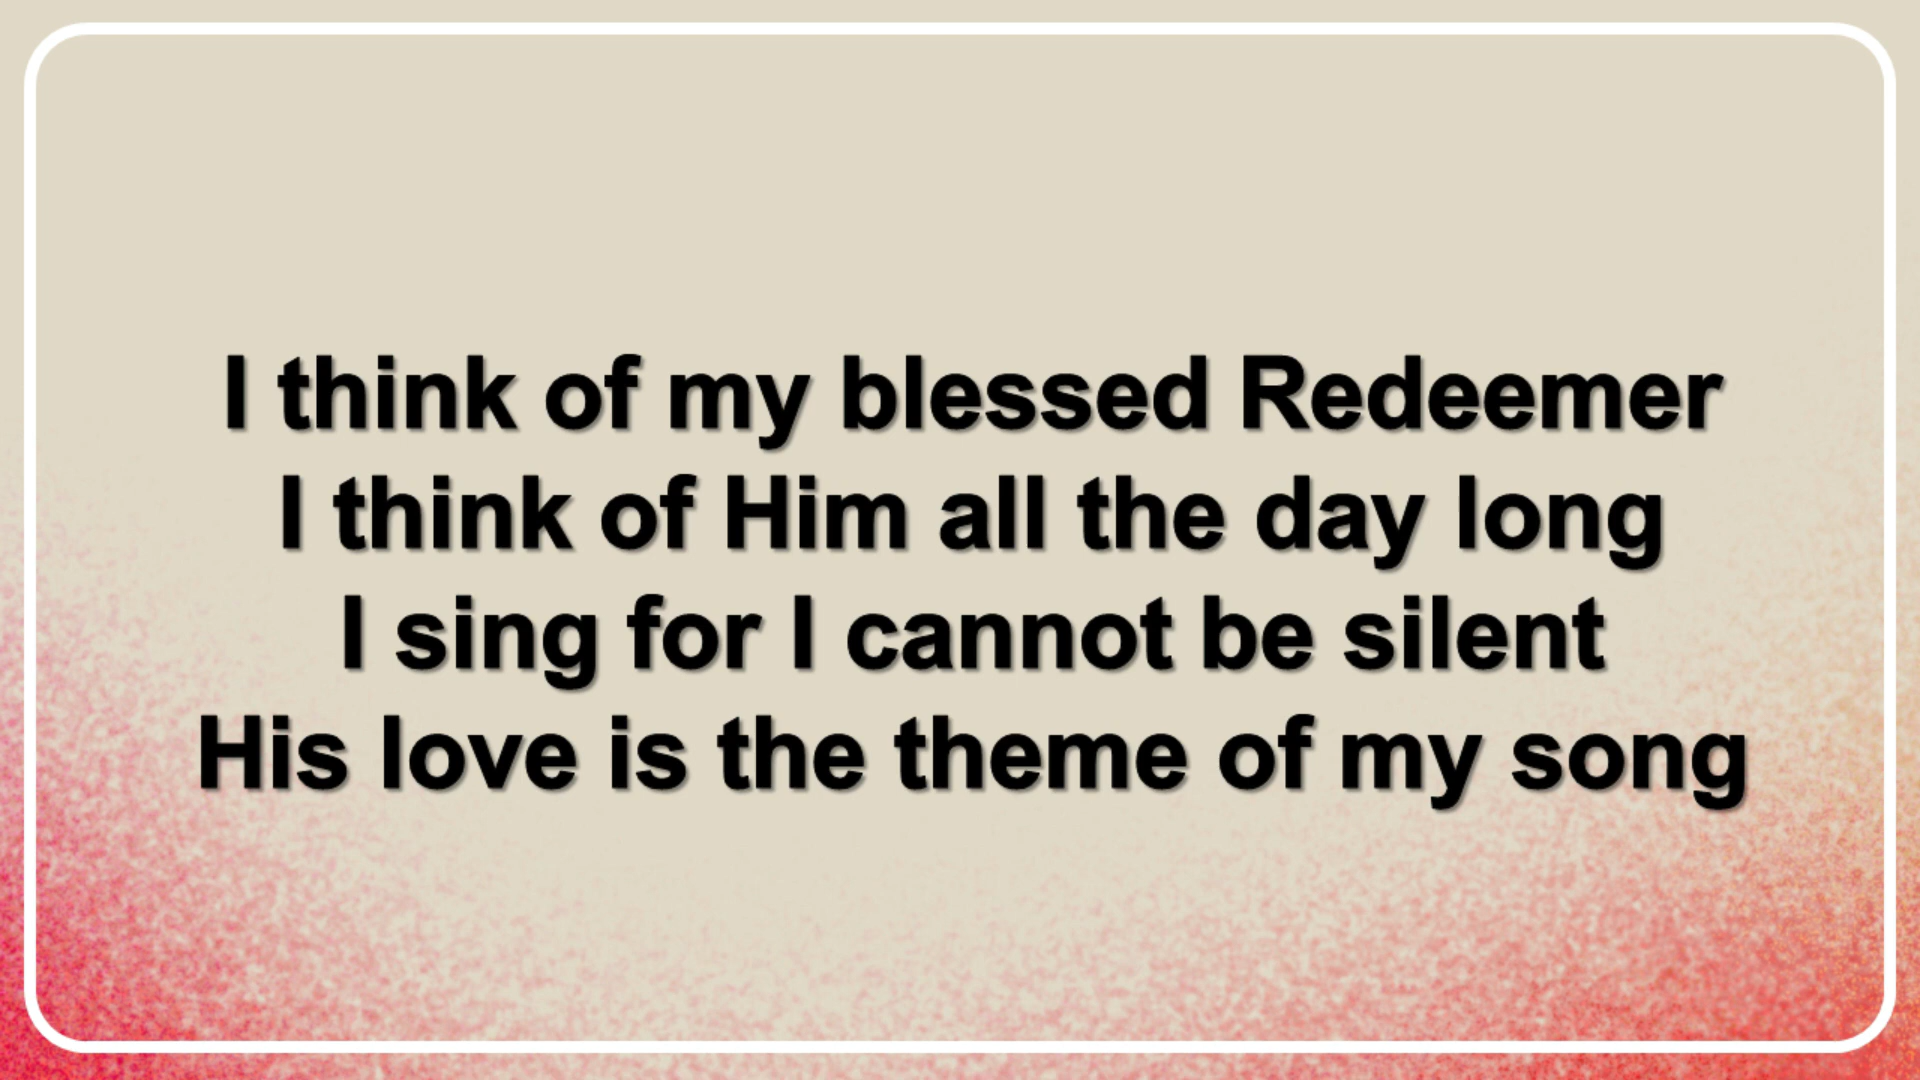 I think of my blessed Redeemer
I think of Him all the day long
I sing for I cannot be silent
His love is the theme of my song